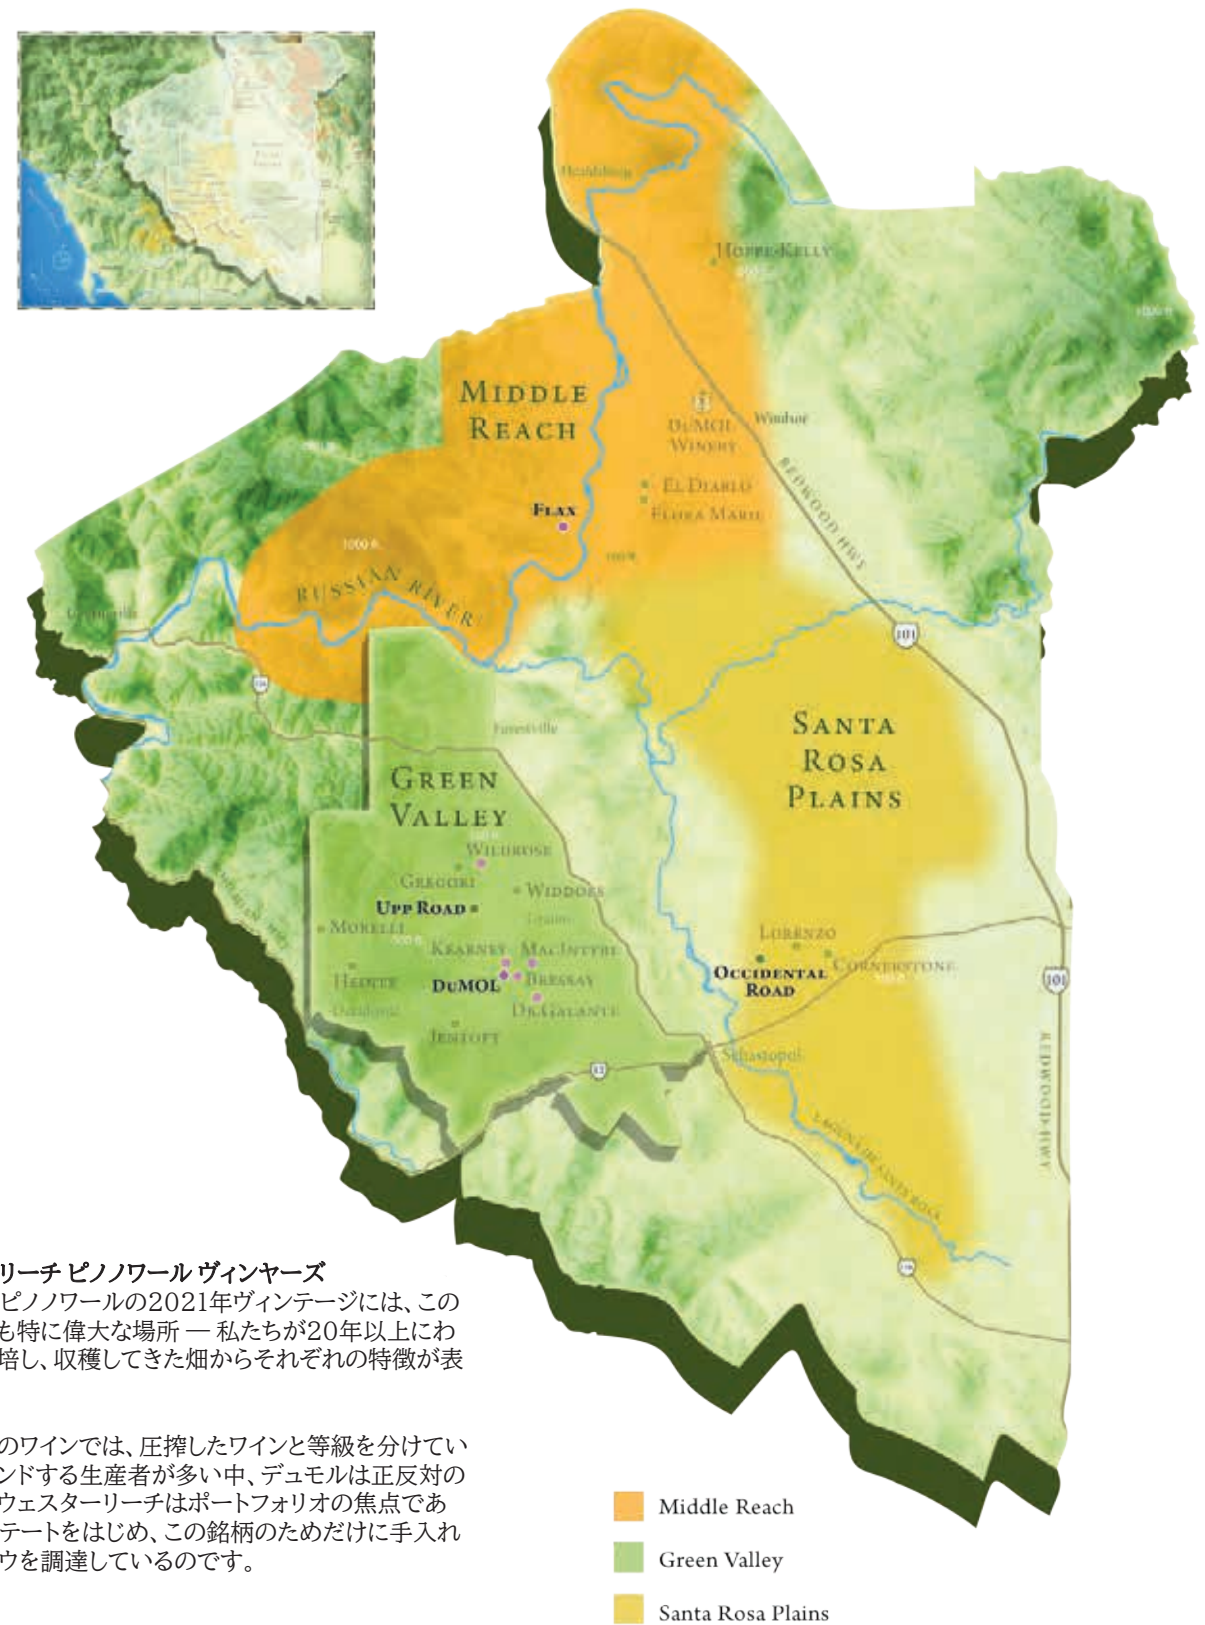 Healdsburg
HOPPE-KELLY
MIDDLE
REACH
DUMOL
WINERY
Windsor
REDWOOD HWY
EL DIABLO
FLORA MARIE
FLAX
1000 ft.
RUSSIAN RIVER
101
116
Forestville
SANTA
ROSA
PLAINS
GREEN
VALLEY
WILDROSE
GREGORI
WIDDOES
UPP ROAD
MORELLI
KEARNEY
MACINTYRE
DUMOL
BRESSAY
DEGALANTE
JENTOFT
LORENZO
CORNERSTONE
OCCIDENTAL
ROAD
101
REDWOOD HWY
12
Sebastopol
LAGUNA DE SANTA ROSA
116
リーチ ピノノワール ヴィンヤーズ
ピノノワールの2021年ヴィンテージには、この
も特に偉大な場所 — 私たちが20年以上にわ
培し、収穫してきた畑からそれぞれの特徴が表
のワインでは、圧搾したワインと等級を分けてい
ンドする生産者が多い中、デュモルは正反対の
ウェスターリーチはポートフォリオの焦点であ
テートをはじめ、この銘柄のためだけに手入れ
ウを調達しているのです。
Middle Reach
Green Valley
Santa Rosa Plains